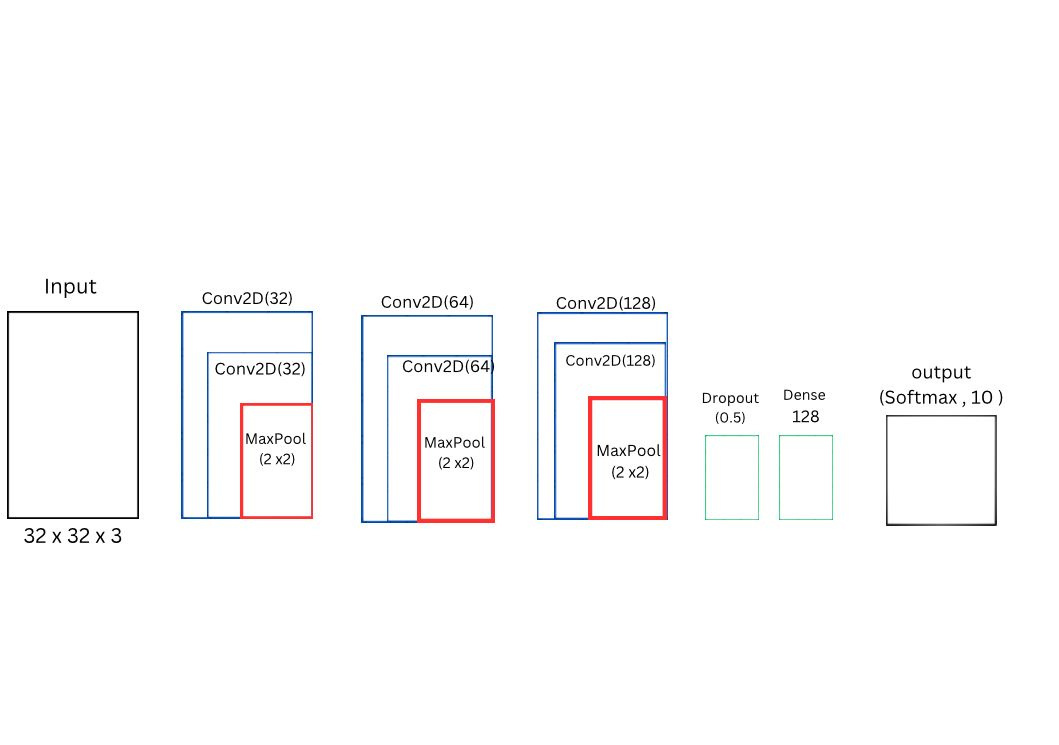 Input
32 x 32 x 3
Conv2D(32)
Conv2D(32)
MaxPool
(2 x2)
Conv2D(64)
Conv2D(64)
MaxPool
(2 x2)
Conv2D(128)
Conv2D(128)
MaxPool
(2 x2)
Dropout
(0.5)
Dense
128
output
(Softmax , 10 )